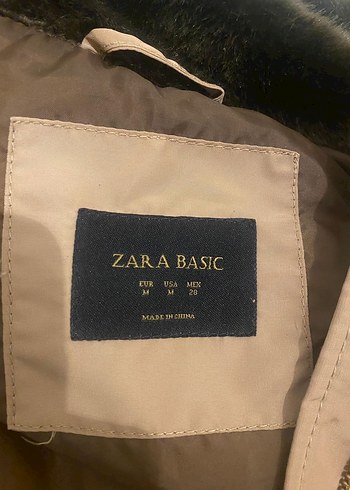 ZARA BASIC
EUR USA MEX
M M 28
MADE IN CHINA